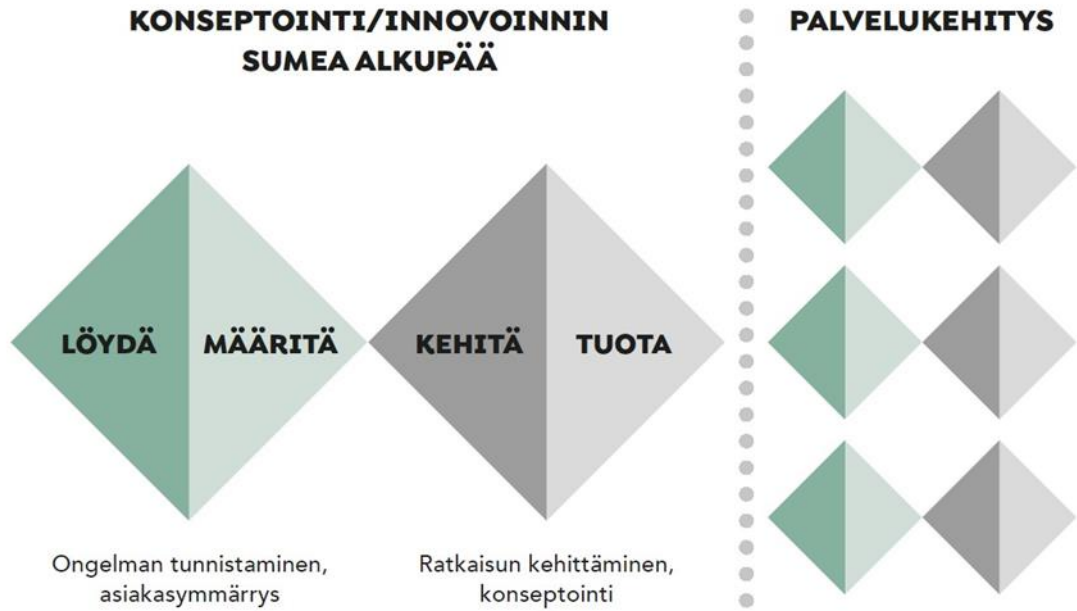 KONSEPTOINTI/INNOVOINNIN
SUMEA ALKUPÄÄ
PALVELUKEHITYS
LÖYDÄ
MÄÄRITÄ
KEHITÄ
TUOTA
Ongelman tunnistaminen,
asiakasymmärrys
Ratkaisun kehittäminen,
konseptointi